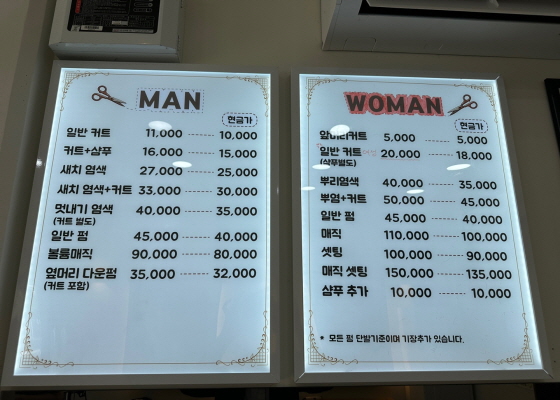 MAN
현금가
일반 커트 11,000 10,000
커트+샴푸 16,000 15,000
새치 염색 27,000 25,000
새치 염색+커트 33,000 30,000
멋내기 염색 40,000 35,000
(커트 별도)
일반 펌 45,000 40,000
볼륨매직 90,000 80,000
옆머리 다운펌 35,000 32,000
(커트 포함)
WOMAN
현금가
앞머리커트 5,000 5,000
일반 커트 20,000 18,000
(샴푸별도)
뿌리염색 40,000 35,000
뿌염+커트 50,000 45,000
일반 펌 45,000 40,000
매직 110,000 100,000
셋팅 100,000 90,000
매직 셋팅 150,000 135,000
샴푸 추가 10,000 10,000
* 모든 펌 단발기준이며 기장추가 있습니다.